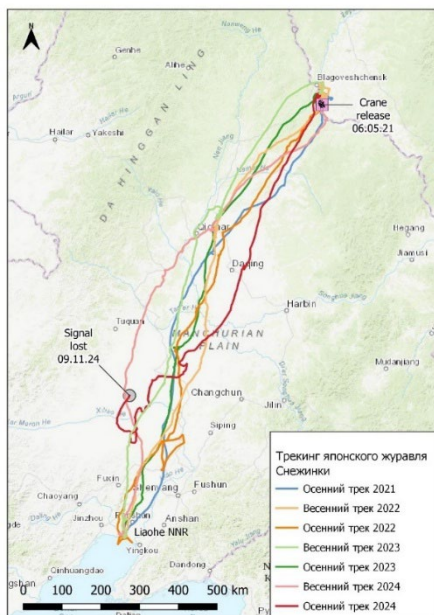 N
Genhe
Alihe
Blagoveshchensk
Crane
release
06:05:21
Hailar
Yakeshi
DA HINGGAN LING
Qiqihar
Hegang
Daqing
Jiamusi
Harbin
Signal
lost
09.11.24
Tuquan
MANCHURIAN
PLAIN
Mudanjiang
Changchun
Jilin
Siping
Fuxin
Shenyang
Fushun
Chaoyang
Jinzhou
Anshan
Liaohe NNR
Yingkou
Qinhuangdao
Dandong
0 100 200 300 400 500 km
Трекинг японского журавля
Снежинки
Осенний трек 2021
Весенний трек 2022
Осенний трек 2022
Весенний трек 2023
Осенний трек 2023
Весенний трек 2024
Осенний трек 2024